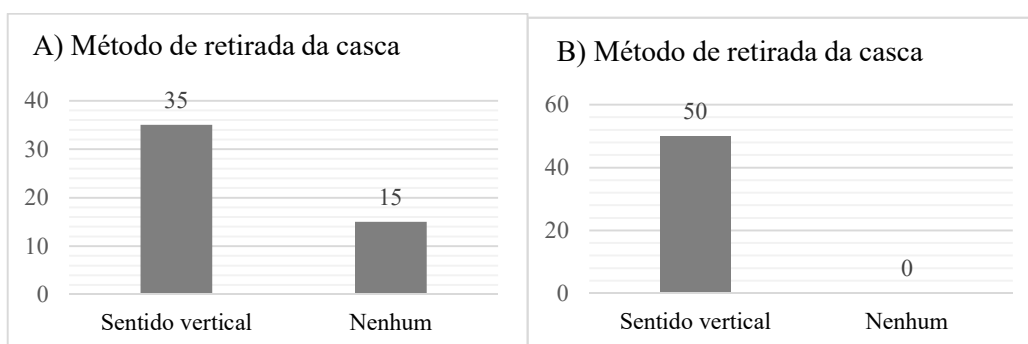 A) Método de retirada da casca
40
30
20
10
0
35
15
Sentido vertical
Nenhum
B) Método de retirada da casca
60
40
20
0
50
0
Sentido vertical
Nenhum